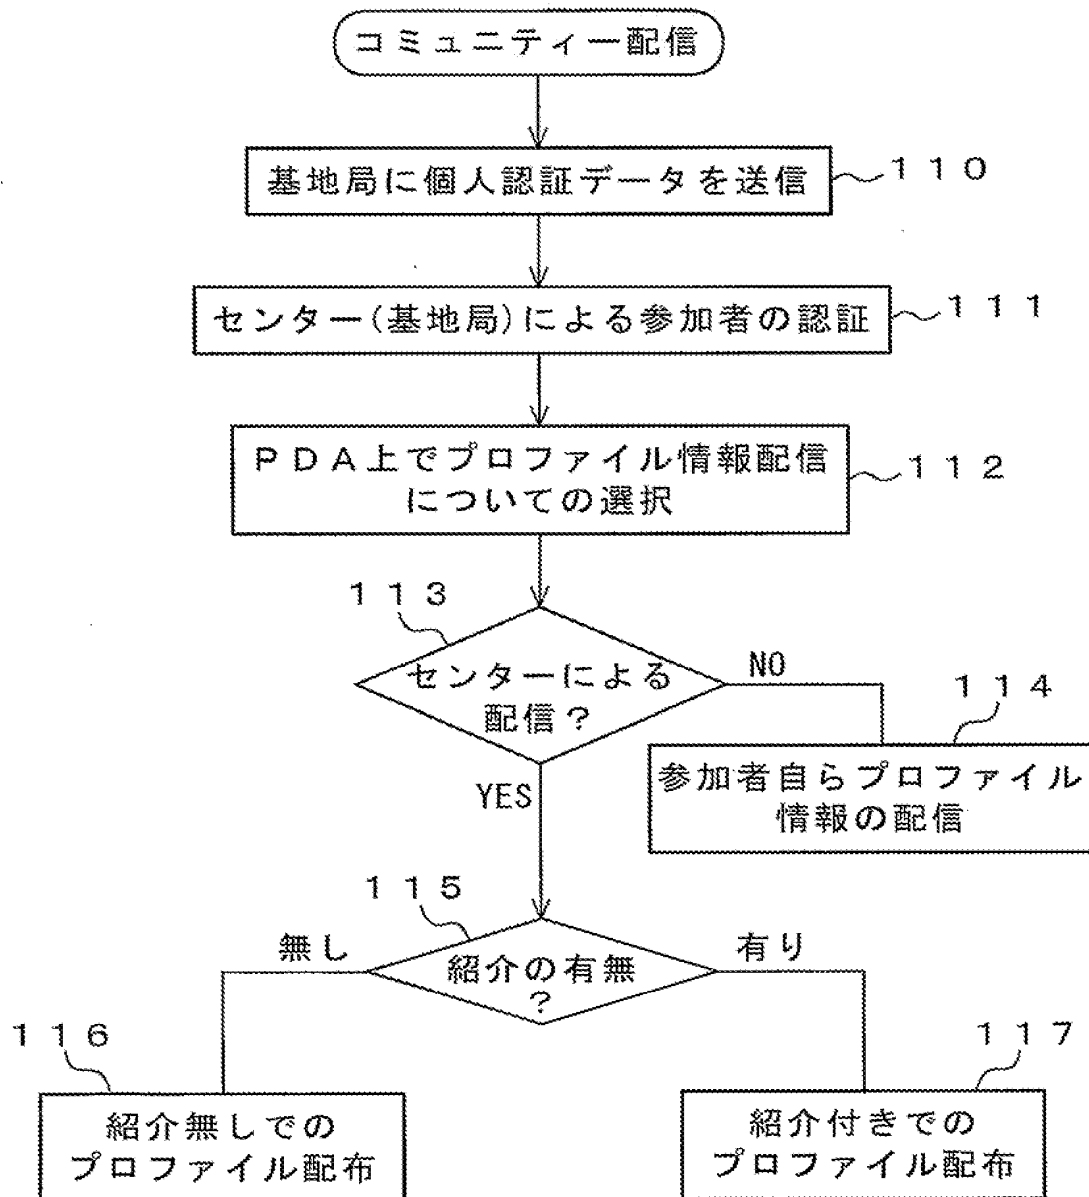 コミュニティー配信
基地局に個人認証データを送信
110
センター(基地局)による参加者の認証
111
PDA上でプロファイル情報配信
についての選択
112
113
センターによる
配信?
NO
YES
114
参加者自らプロファイル
情報の配信
115
紹介の有無
?
無し
有り
116
紹介無しでの
プロファイル配布
117
紹介付きでの
プロファイル配布